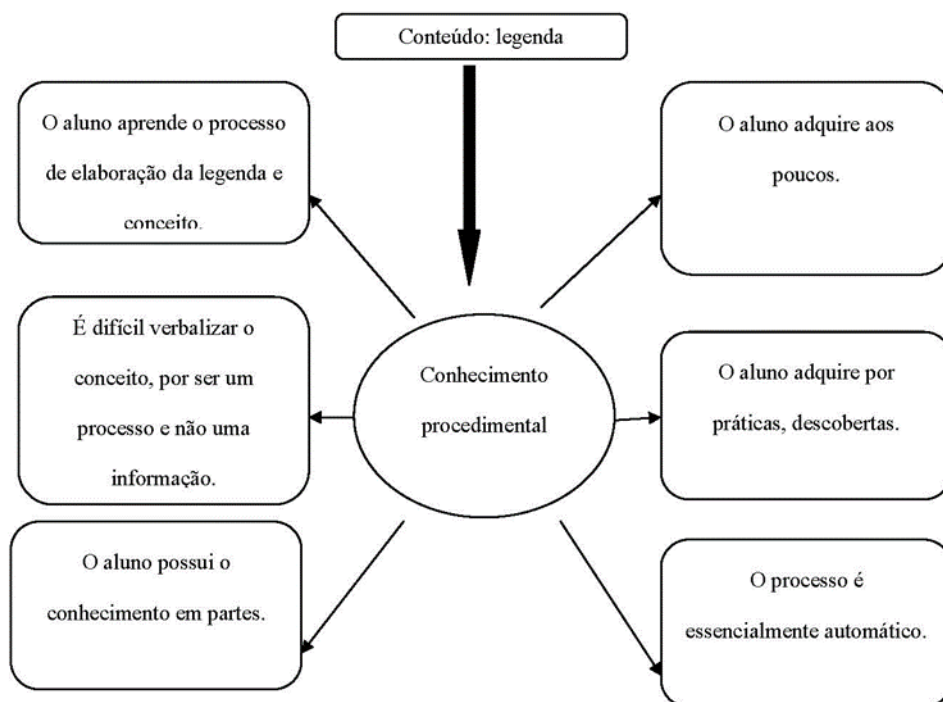 Conteúdo: legenda
O aluno aprende o processo
de elaboração da legenda e
conceito.
O aluno adquire aos
poucos.
É difícil verbalizar o
conceito, por ser um
processo e não uma
informação.
Conhecimento
procedimental
O aluno adquire por
práticas, descobertas.
O aluno possui o
conhecimento em partes.
O processo é
essencialmente automático.